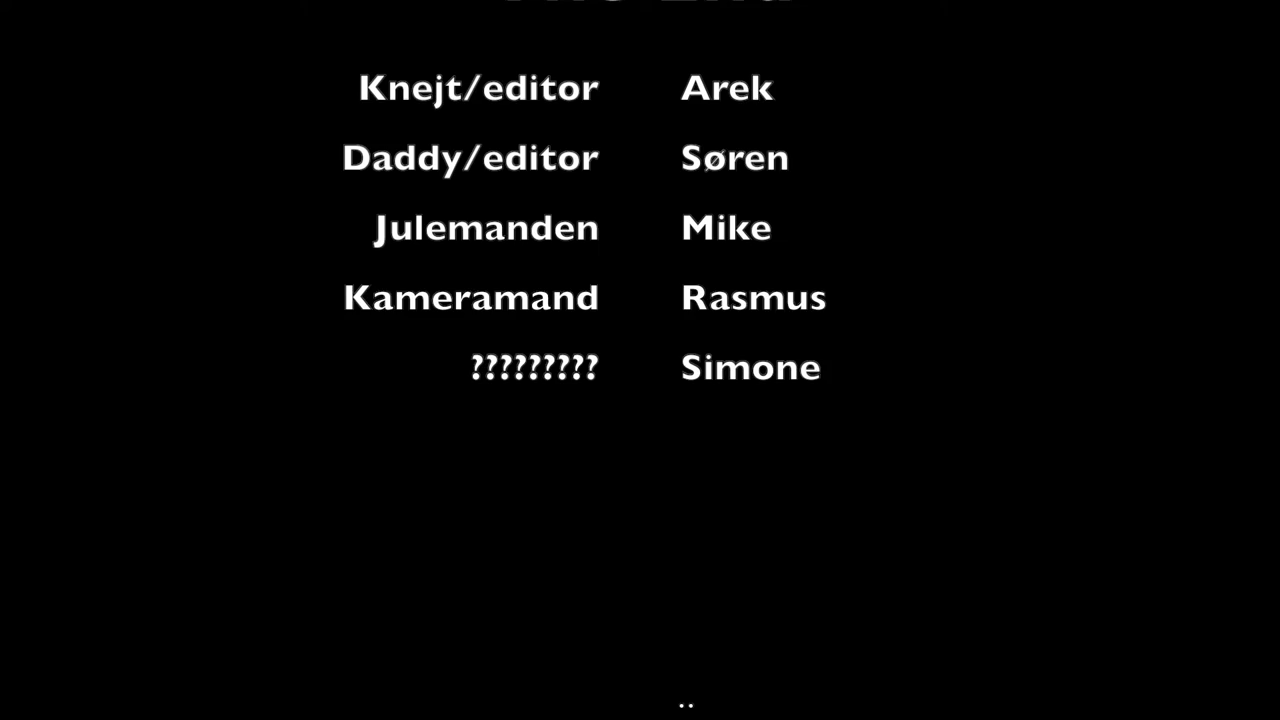 Knejt/editor Arek
Daddy/editor Søren
Julemanden Mike
Kameramand Rasmus
????????? Simone